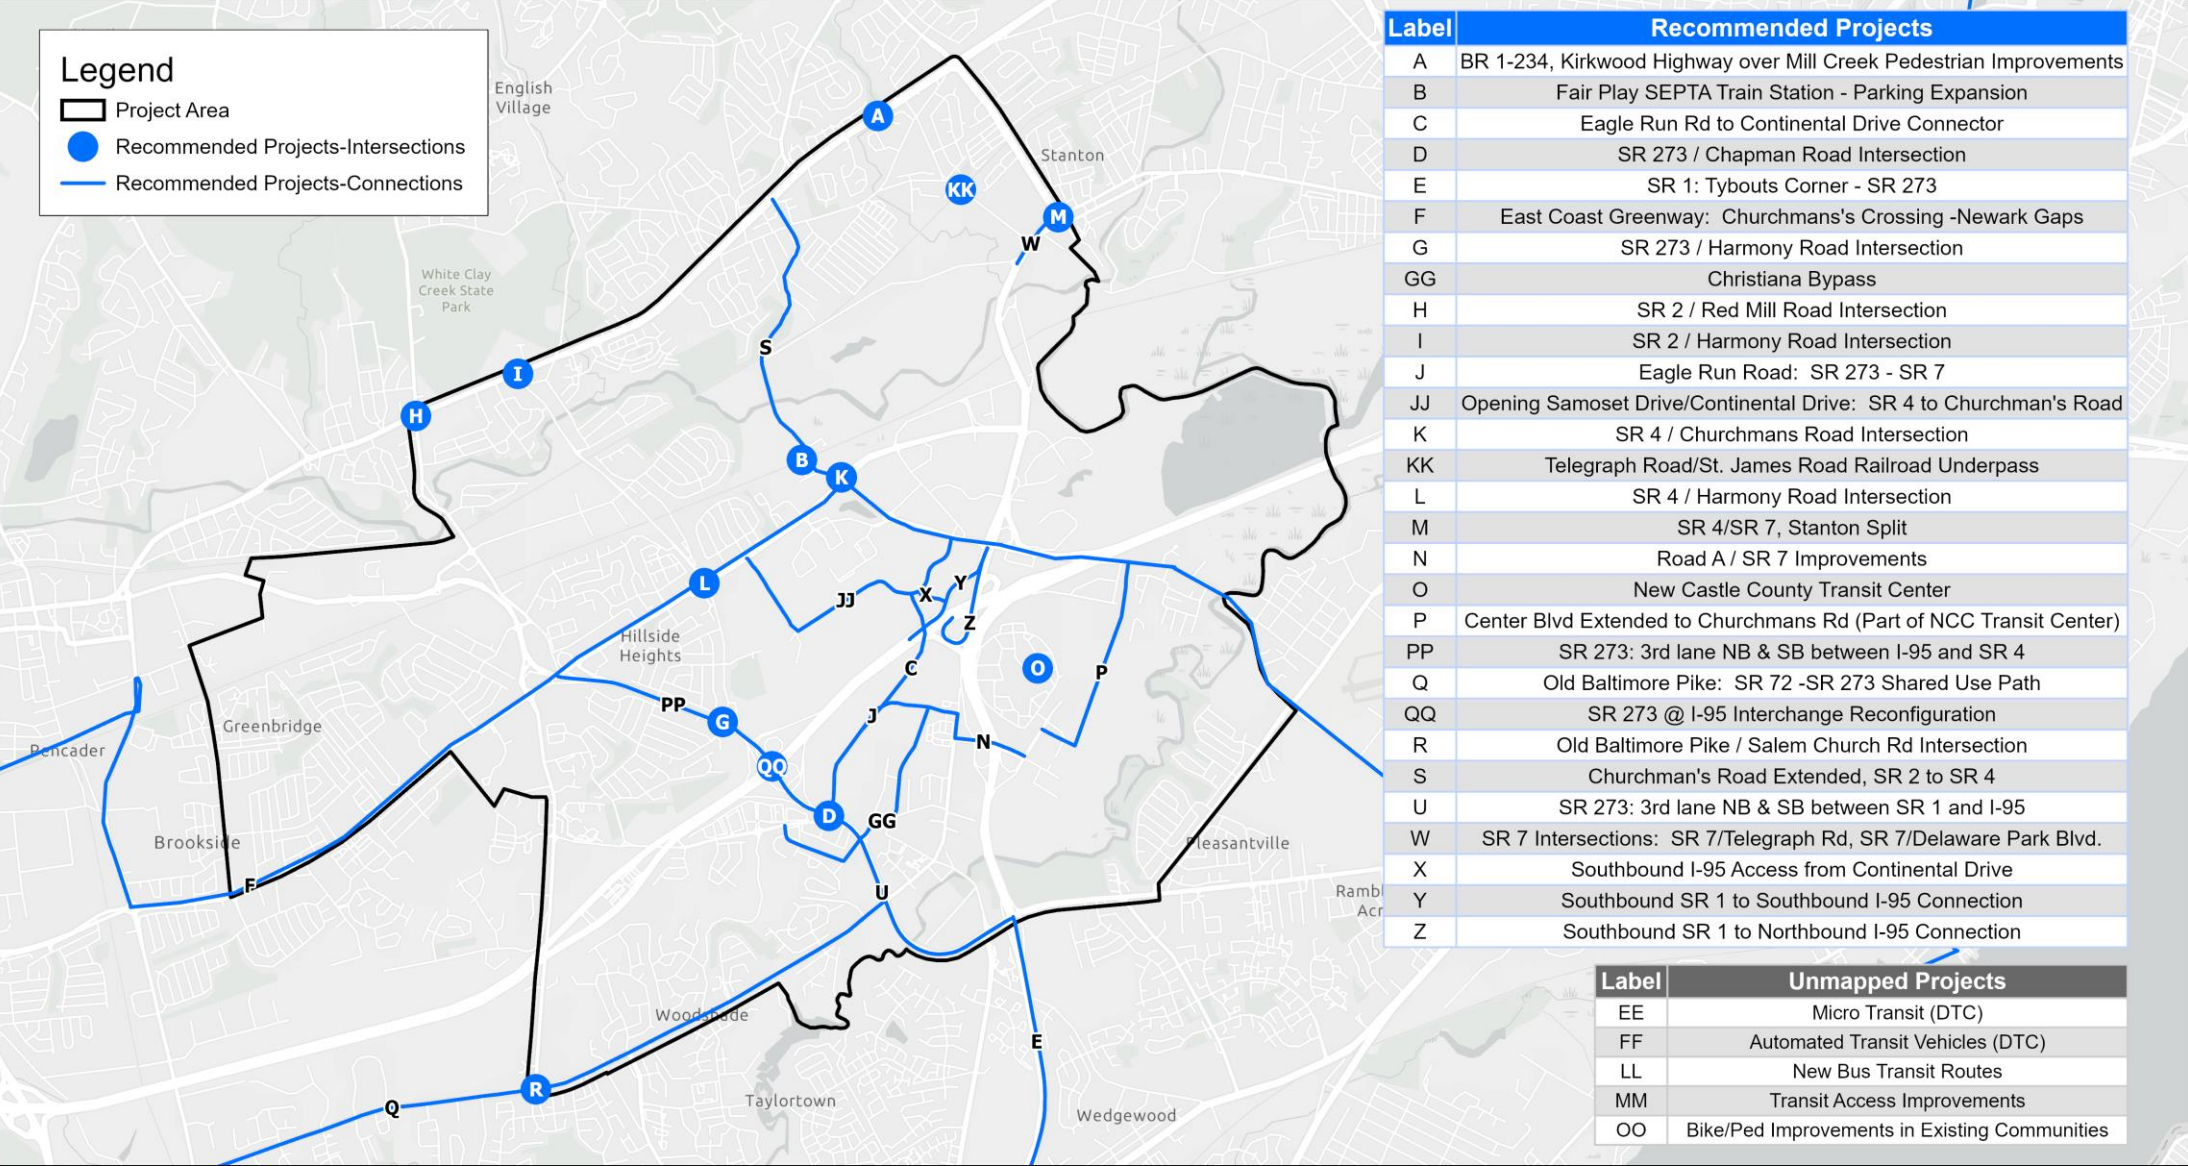 Legend
Project Area
Recommended Projects-Intersections
Recommended Projects-Connections
English
Village
Stanton
White Clay
Creek State
Park
Hillside
Heights
Greenbridge
Pencader
Brookside
Pleasantville
Woodshade
Taylortown
Wedgewood
Rambl
Acr
A
KK
M
W
S
I
H
B
K
L
JJ
X
Y
Z
C
O
P
PP
G
J
N
QQ
D
GG
F
U
E
R
Q
Label Recommended Projects
A BR 1-234, Kirkwood Highway over Mill Creek Pedestrian Improvements
B Fair Play SEPTA Train Station - Parking Expansion
C Eagle Run Rd to Continental Drive Connector
D SR 273 / Chapman Road Intersection
E SR 1: Tybouts Corner - SR 273
F East Coast Greenway: Churchmans's Crossing -Newark Gaps
G SR 273 / Harmony Road Intersection
GG Christiana Bypass
H SR 2 / Red Mill Road Intersection
I SR 2 / Harmony Road Intersection
J Eagle Run Road: SR 273 - SR 7
JJ Opening Samoset Drive/Continental Drive: SR 4 to Churchman's Road
K SR 4 / Churchmans Road Intersection
KK Telegraph Road/St. James Road Railroad Underpass
L SR 4 / Harmony Road Intersection
M SR 4/SR 7, Stanton Split
N Road A / SR 7 Improvements
O New Castle County Transit Center
P Center Blvd Extended to Churchmans Rd (Part of NCC Transit Center)
PP SR 273: 3rd lane NB & SB between I-95 and SR 4
Q Old Baltimore Pike: SR 72 -SR 273 Shared Use Path
QQ SR 273 @ I-95 Interchange Reconfiguration
R Old Baltimore Pike / Salem Church Rd Intersection
S Churchman's Road Extended, SR 2 to SR 4
U SR 273: 3rd lane NB & SB between SR 1 and I-95
W SR 7 Intersections: SR 7/Telegraph Rd, SR 7/Delaware Park Blvd.
X Southbound I-95 Access from Continental Drive
Y Southbound SR 1 to Southbound I-95 Connection
Z Southbound SR 1 to Northbound I-95 Connection
Label Unmapped Projects
EE Micro Transit (DTC)
FF Automated Transit Vehicles (DTC)
LL New Bus Transit Routes
MM Transit Access Improvements
OO Bike/Ped Improvements in Existing Communities